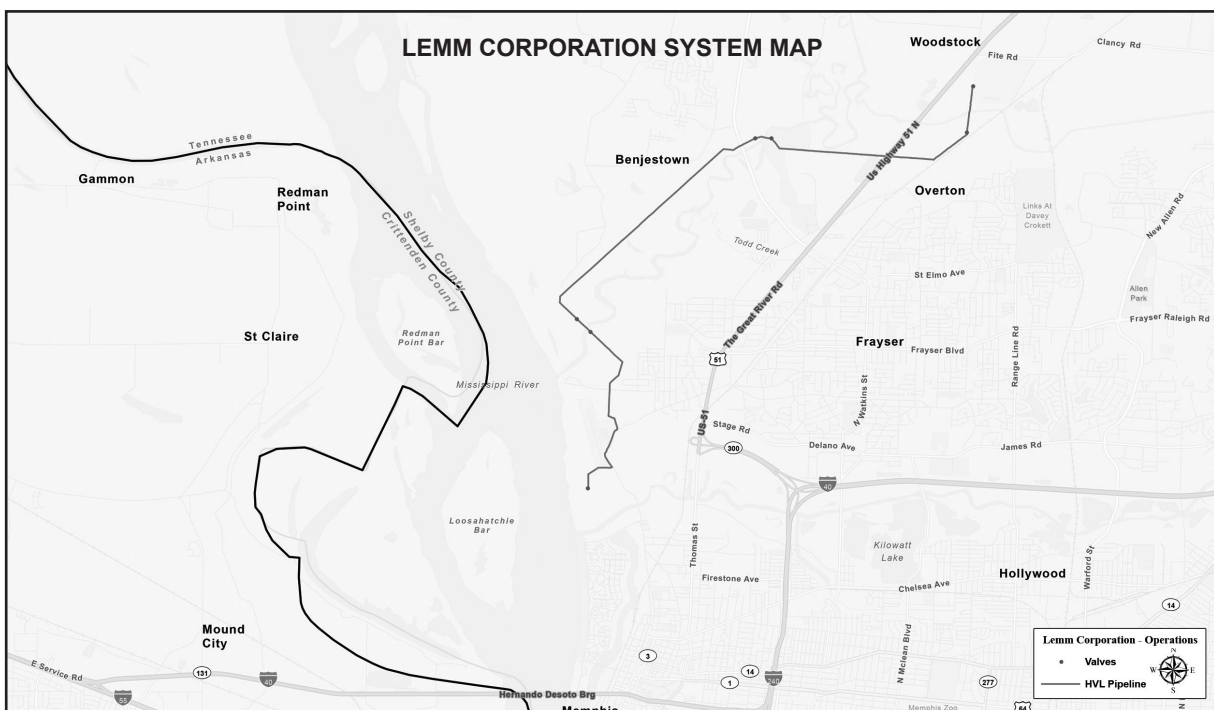 LEMM CORPORATION SYSTEM MAP
Woodstock
Clancy Rd
Fite Rd
Tennessee
Arkansas
Gammon
Redman
Point
Benjestown
Us Highway 51 N
Overton
Links At
Davey
Crokett
New Allen Rd
Shelby County
Crittenden County
Todd Creek
St Elmo Ave
Allen
Park
The Great River Rd
Frayser Raleigh Rd
St Claire
Redman
Point Bar
Frayser
Frayser Blvd
Range Line Rd
51
Mississippi River
N Watkins St
US-51
Stage Rd
300
Delano Ave
James Rd
40
Loosahatchie
Bar
Thomas St
Kilowatt
Lake
Firestone Ave
Chelsea Ave
Hollywood
Warford St
14
Mound
City
N Mclean Blvd
3
E Service Rd
131
40
55
14
1
240
277
64
Hernando Desoto Brg
Memphis
Memphis Zoo
Lemm Corporation - Operations
Valves
HVL Pipeline
N
W
E
S